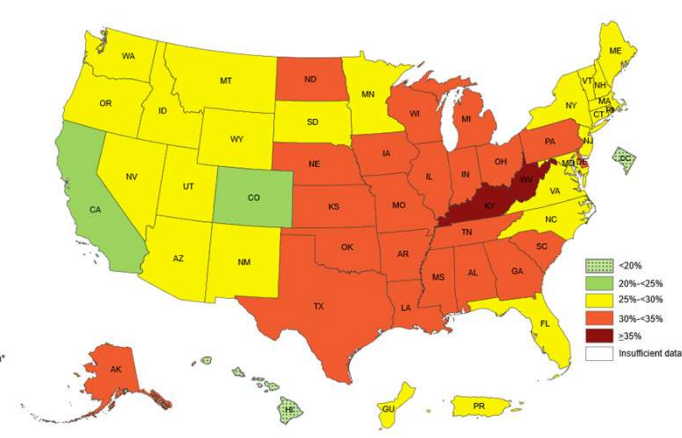 WA
ME
MT
ND
VT
NH
MN
OR
ID
SD
WI
MI
NY
MA
CT
RI
WY
IA
PA
NJ
NE
OH
MD
DE
DC
NV
UT
IL
IN
WV
VA
CA
CO
KS
MO
KY
NC
TN
AZ
NM
OK
AR
SC
MS
AL
GA
TX
LA
FL
<20%
20%-<25%
25%-<30%
30%-<35%
≥35%
Insufficient data*
AK
HI
GU
PR